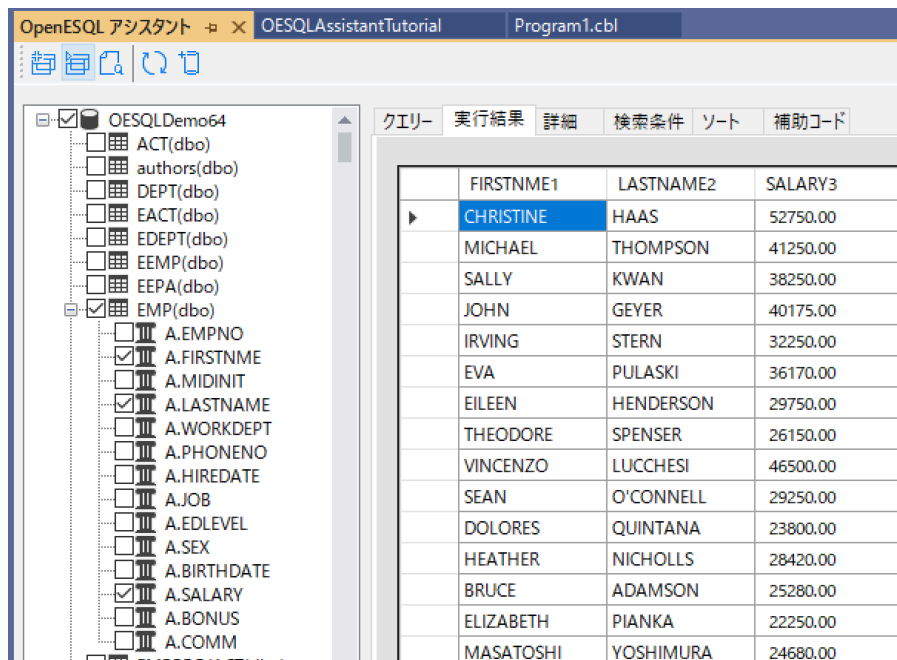 OpenESQL アシスタント OESQLAssistantTutorial Program1.cbl
OESQLDemo64
ACT(dbo)
authors(dbo)
DEPT(dbo)
EACT(dbo)
EDEPT(dbo)
EEMP(dbo)
EEPA(dbo)
EMP(dbo)
A.EMPNO
A.FIRSTNME
A.MIDINIT
A.LASTNAME
A.WORKDEPT
A.PHONENO
A.HIREDATE
A.JOB
A.EDLEVEL
A.SEX
A.BIRTHDATE
A.SALARY
A.BONUS
A.COMM
クエリー 実行結果 詳細 検索条件 ソート 補助コード
FIRSTNME1 LASTNAME2 SALARY3
CHRISTINE HAAS 52750.00
MICHAEL THOMPSON 41250.00
SALLY KWAN 38250.00
JOHN GEYER 40175.00
IRVING STERN 32250.00
EVA PULASKI 36170.00
EILEEN HENDERSON 29750.00
THEODORE SPENSER 26150.00
VINCENZO LUCCHESI 46500.00
SEAN O'CONNELL 29250.00
DOLORES QUINTANA 23800.00
HEATHER NICHOLLS 28420.00
BRUCE ADAMSON 25280.00
ELIZABETH PIANKA 22250.00
MASATOSHI YOSHIMURA 24680.00